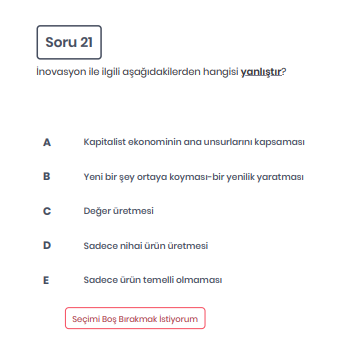 Soru 21
İnovasyon ile ilgili aşağıdakilerden hangisi yanlıştır?
A Kapitalist ekonominin ana unsurlarını kapsaması
B Yeni bir şey ortaya koyması-bir yenilik yaratması
C Değer üretmesi
D Sadece nihai ürün üretmesi
E Sadece ürün temelli olmaması
Seçimi Boş Bırakmak İstiyorum